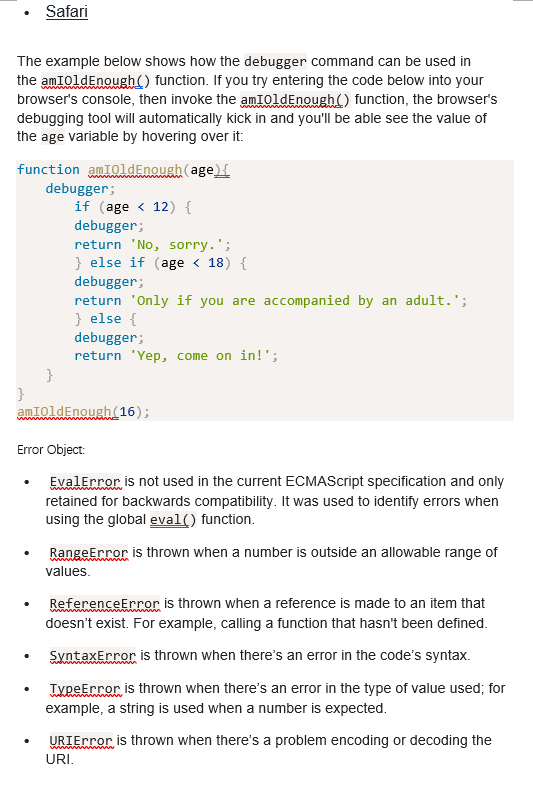 • Safari
The example below shows how the debugger command can be used in
the amIOldEnough() function. If you try entering the code below into your
browser's console, then invoke the amIOldEnough() function, the browser's
debugging tool will automatically kick in and you'll be able see the value of
the age variable by hovering over it:
function amIOldEnough(age){
    debugger;
        if (age < 12) {
        debugger;
        return 'No, sorry.';
        } else if (age < 18) {
        debugger;
        return 'Only if you are accompanied by an adult.';
        } else {
        debugger;
        return 'Yep, come on in!';
    }
}
amIOldEnough(16);
Error Object:
• EvalError is not used in the current ECMAScript specification and only
retained for backwards compatibility. It was used to identify errors when
using the global eval() function.
• RangeError is thrown when a number is outside an allowable range of
values.
• ReferenceError is thrown when a reference is made to an item that
doesn’t exist. For example, calling a function that hasn't been defined.
• SyntaxError is thrown when there’s an error in the code’s syntax.
• TypeError is thrown when there’s an error in the type of value used; for
example, a string is used when a number is expected.
• URIError is thrown when there’s a problem encoding or decoding the
URI.